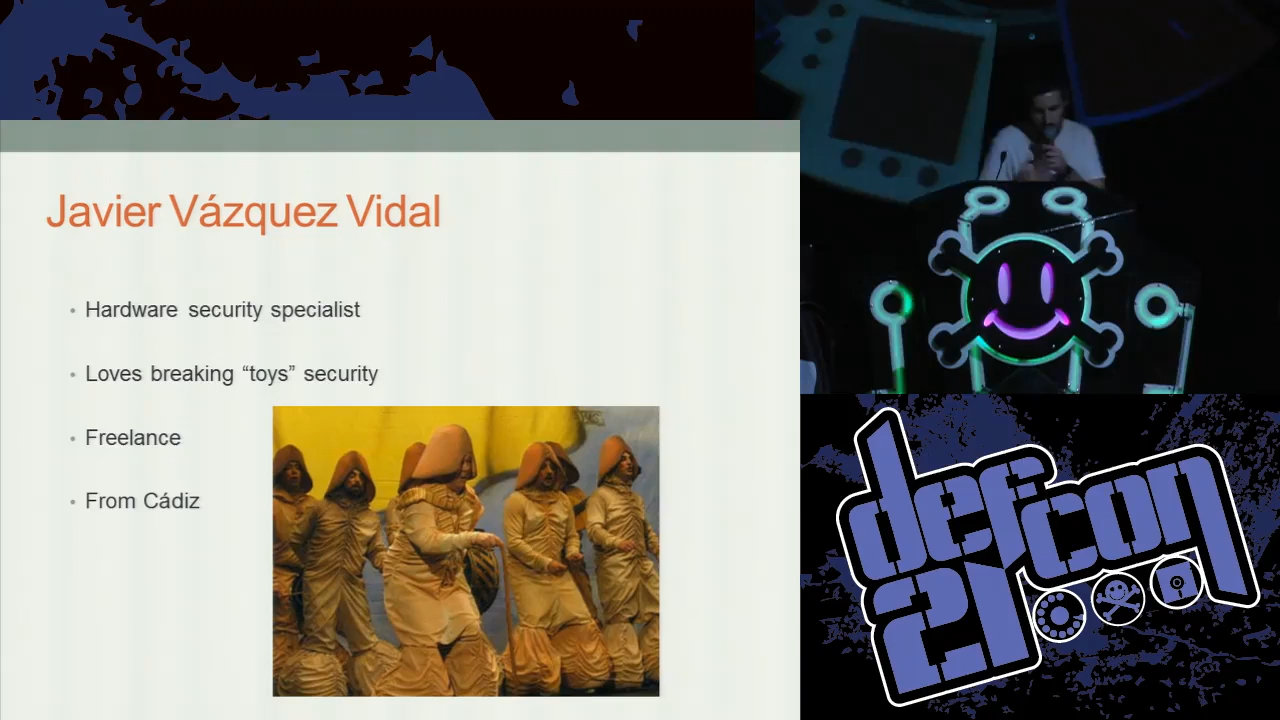 Javier Vázquez Vidal
• Hardware security specialist
• Loves breaking “toys” security
• Freelance
• From Cádiz
defcon
21